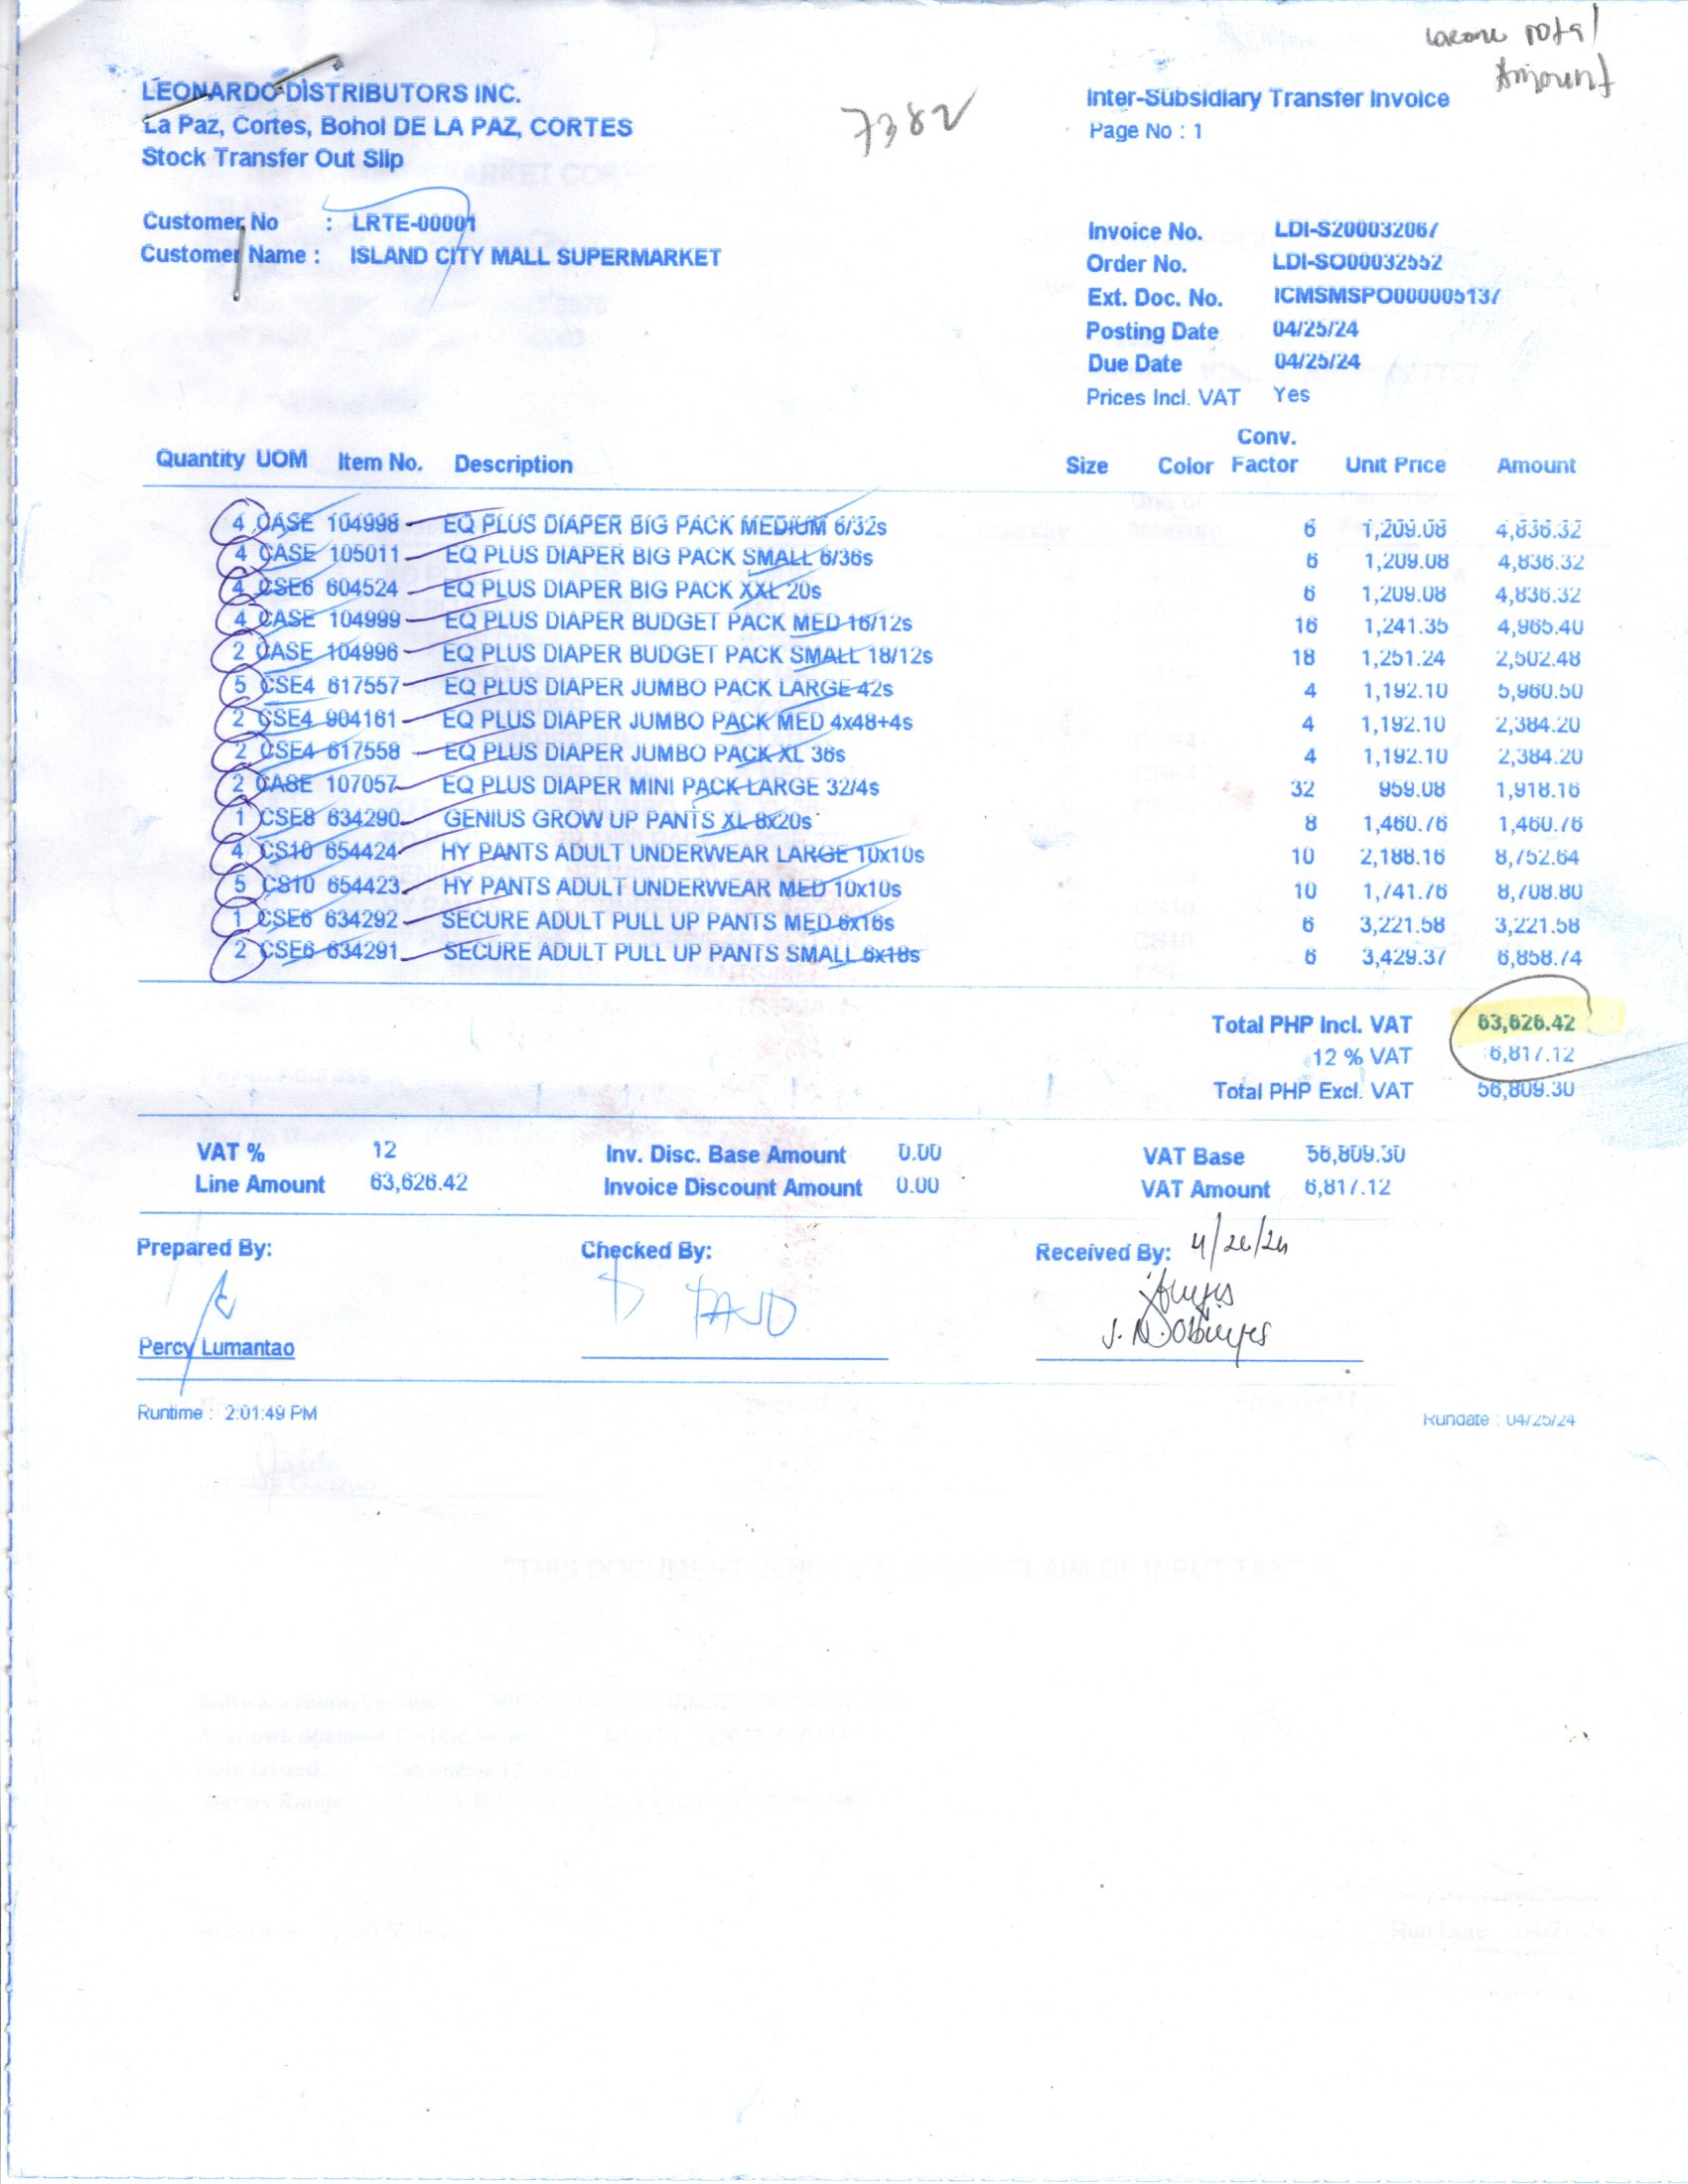 Amount
LEONARDO DISTRIBUTORS INC.
La Paz, Cortes, Bohol DE LA PAZ, CORTES
Stock Transfer Out Slip
7382
Inter-Subsidiary Transfer Invoice
Page No : 1
Customer No : LRTE-00001
Customer Name : ISLAND CITY MALL SUPERMARKET
Invoice No. LDI-S200032067
Order No. LDI-SO00032552
Ext. Doc. No. ICMSMSPO000005137
Posting Date 04/25/24
Due Date 04/25/24
Prices Incl. VAT Yes
Quantity UOM Item No. Description Size Color Conv. Factor Unit Price Amount
4 CASE 104998 EQ PLUS DIAPER BIG PACK MEDIUM 6/32s 6 1,209.08 4,836.32
4 CASE 105011 EQ PLUS DIAPER BIG PACK SMALL 6/36s 6 1,209.08 4,836.32
4 CSE6 604524 EQ PLUS DIAPER BIG PACK XXL 20s 6 1,209.08 4,836.32
4 CASE 104999 EQ PLUS DIAPER BUDGET PACK MED 16/12s 16 1,241.35 4,965.40
2 CASE 104996 EQ PLUS DIAPER BUDGET PACK SMALL 18/12s 18 1,251.24 2,502.48
5 CSE4 617557 EQ PLUS DIAPER JUMBO PACK LARGE 42s 4 1,192.10 5,960.50
2 CSE4 904161 EQ PLUS DIAPER JUMBO PACK MED 4x48+4s 4 1,192.10 2,384.20
2 CSE4 617558 EQ PLUS DIAPER JUMBO PACK XL 36s 4 1,192.10 2,384.20
2 CASE 107057 EQ PLUS DIAPER MINI PACK LARGE 32/4s 32 959.08 1,918.16
1 CSE8 634290 GENIUS GROW UP PANTS XL 8x20s 8 1,460.76 1,460.76
4 CS10 654424 HY PANTS ADULT UNDERWEAR LARGE 10x10s 10 2,188.16 8,752.64
5 CS10 654423 HY PANTS ADULT UNDERWEAR MED 10x10s 10 1,741.76 8,708.80
1 CSE6 634292 SECURE ADULT PULL UP PANTS MED 6x16s 6 3,221.58 3,221.58
2 CSE6 634291 SECURE ADULT PULL UP PANTS SMALL 6x18s 6 3,429.37 6,858.74
Total PHP Incl. VAT 63,626.42
12 % VAT 6,817.12
Total PHP Excl. VAT 56,809.30
VAT % 12 Inv. Disc. Base Amount 0.00 VAT Base 56,809.30
Line Amount 63,626.42 Invoice Discount Amount 0.00 VAT Amount 6,817.12
Prepared By: Checked By: Received By: 4/26/24
Percy Lumantao
Runtime : 2:01:49 PM Rundate : 04/25/24
"THIS DOCUMENT IS NOT VALID FOR CLAIM OF INPUT TAX"
Run Date 04/27/24